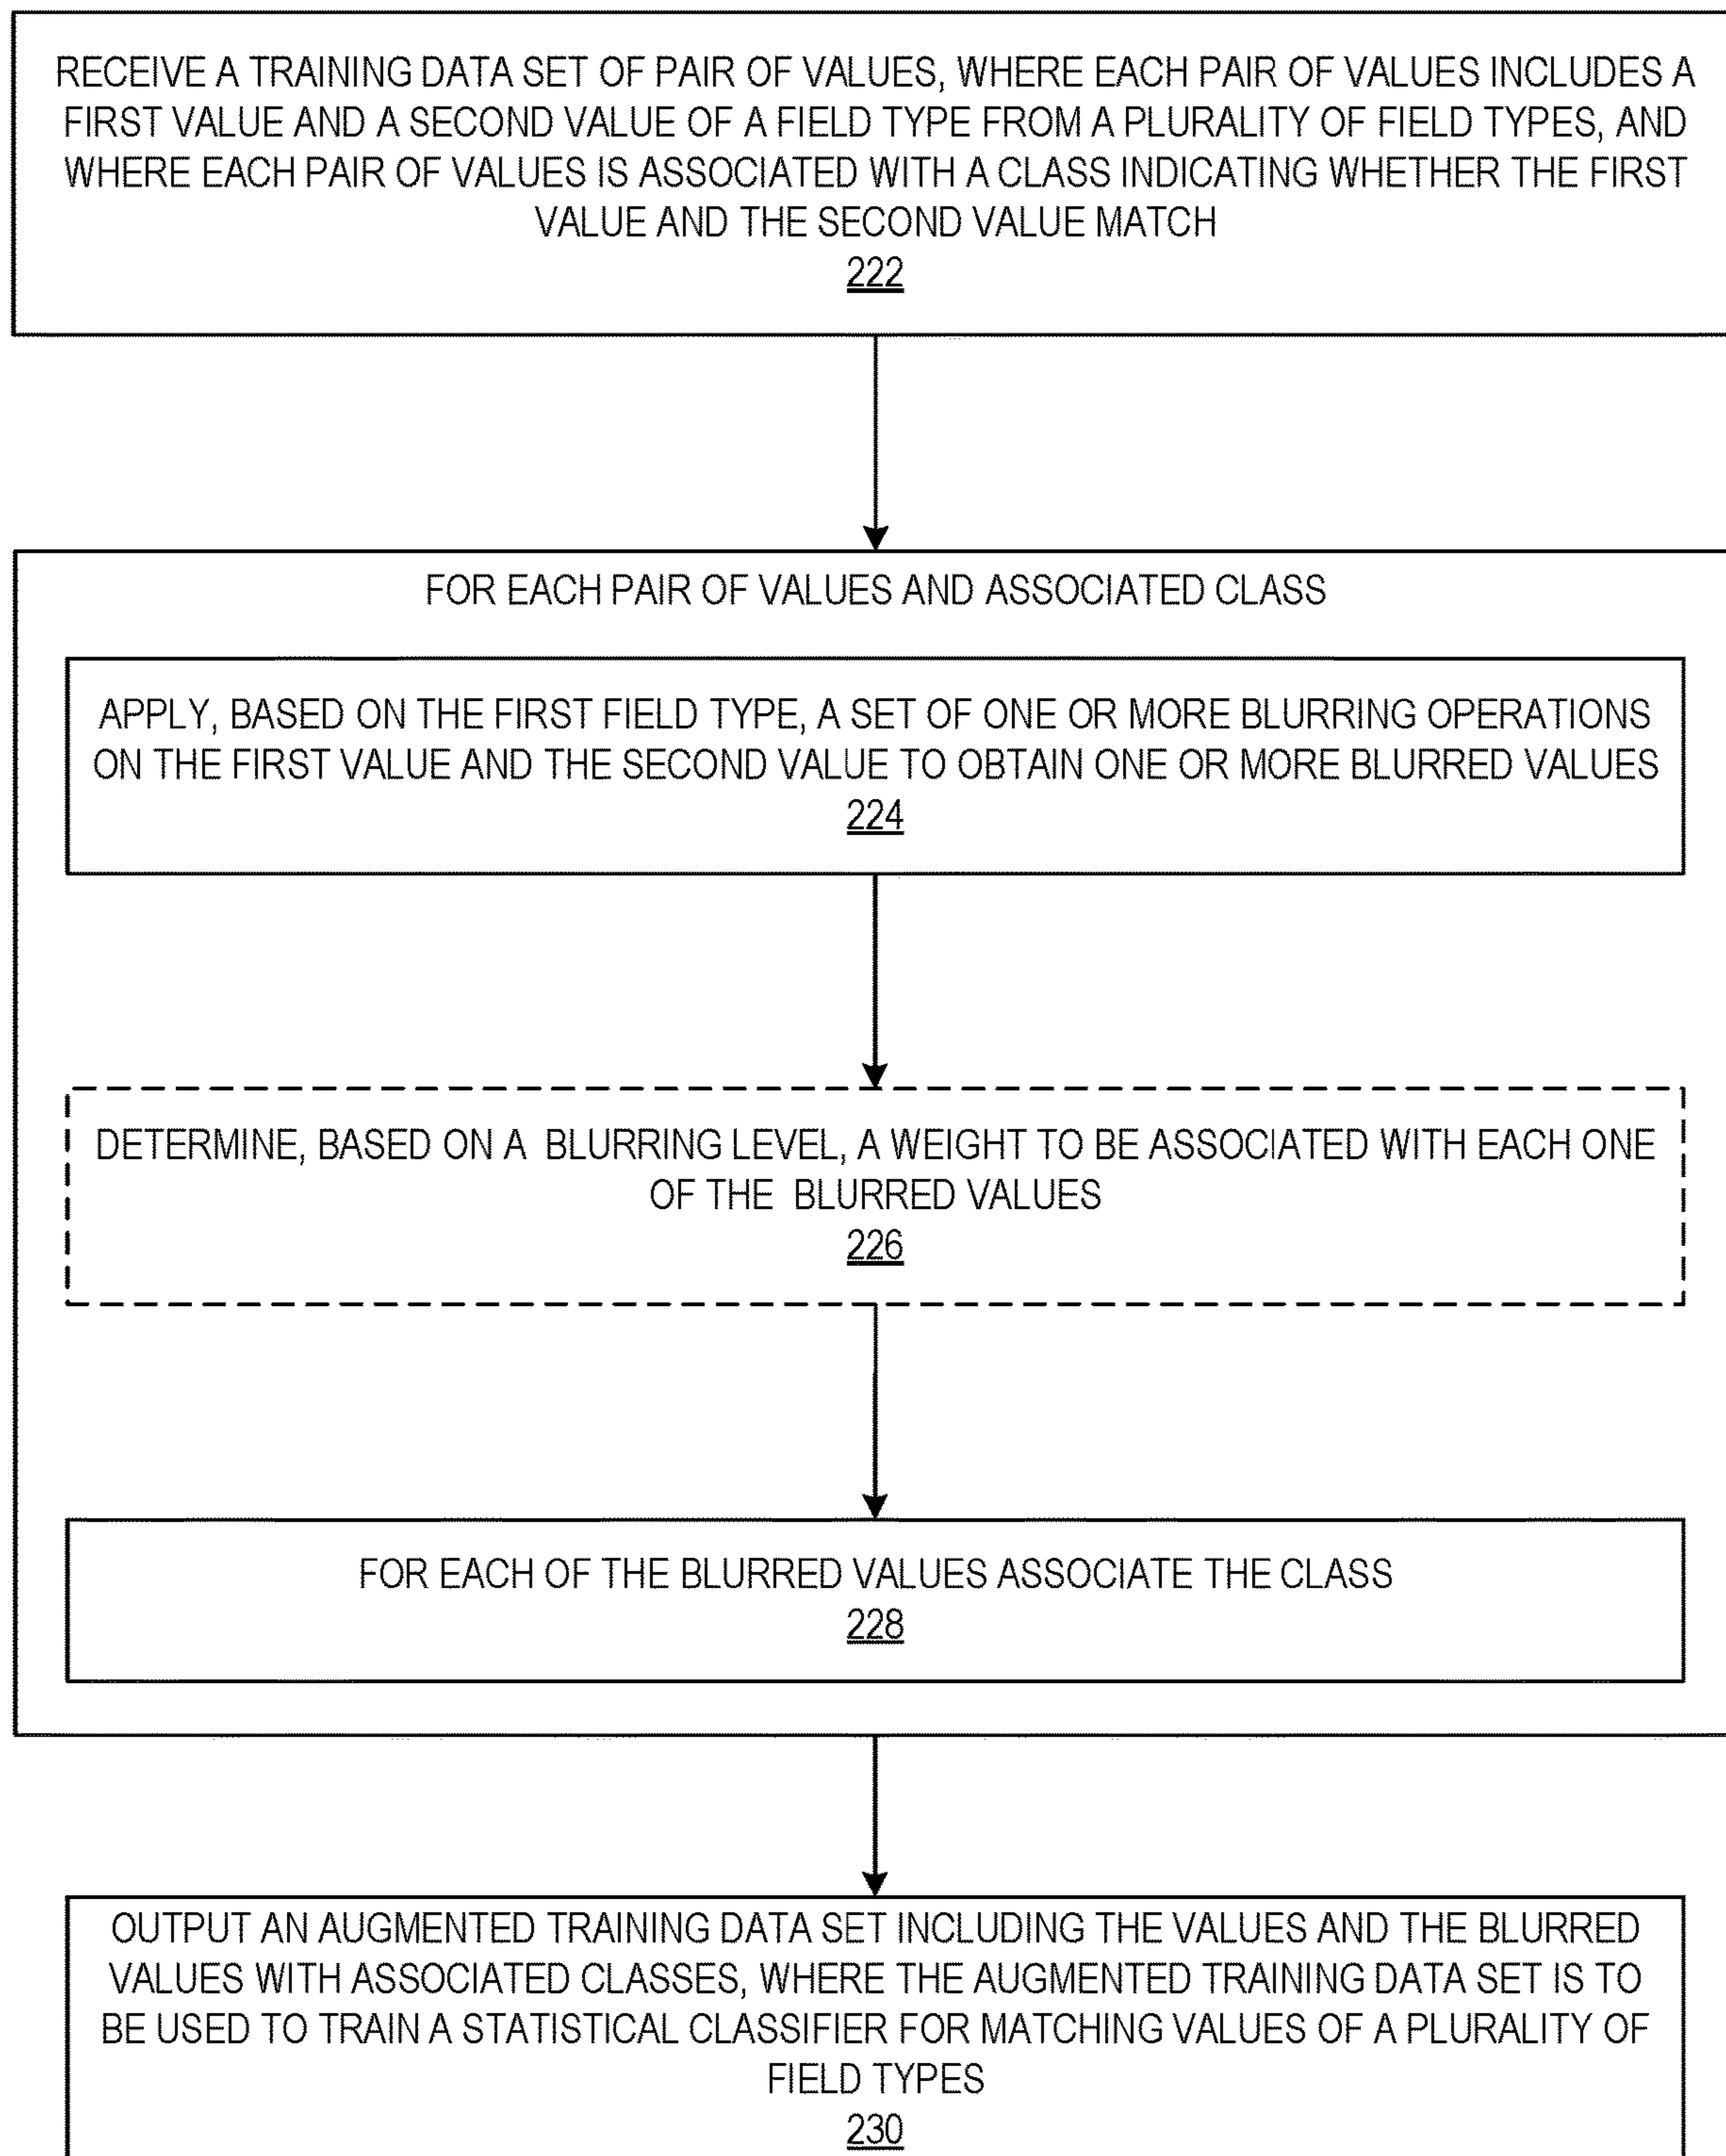 RECEIVE A TRAINING DATA SET OF PAIR OF VALUES, WHERE EACH PAIR OF VALUES INCLUDES A
FIRST VALUE AND A SECOND VALUE OF A FIELD TYPE FROM A PLURALITY OF FIELD TYPES, AND
WHERE EACH PAIR OF VALUES IS ASSOCIATED WITH A CLASS INDICATING WHETHER THE FIRST
VALUE AND THE SECOND VALUE MATCH
222
FOR EACH PAIR OF VALUES AND ASSOCIATED CLASS
APPLY, BASED ON THE FIRST FIELD TYPE, A SET OF ONE OR MORE BLURRING OPERATIONS
ON THE FIRST VALUE AND THE SECOND VALUE TO OBTAIN ONE OR MORE BLURRED VALUES
224
DETERMINE, BASED ON A BLURRING LEVEL, A WEIGHT TO BE ASSOCIATED WITH EACH ONE
OF THE BLURRED VALUES
226
FOR EACH OF THE BLURRED VALUES ASSOCIATE THE CLASS
228
OUTPUT AN AUGMENTED TRAINING DATA SET INCLUDING THE VALUES AND THE BLURRED
VALUES WITH ASSOCIATED CLASSES, WHERE THE AUGMENTED TRAINING DATA SET IS TO
BE USED TO TRAIN A STATISTICAL CLASSIFIER FOR MATCHING VALUES OF A PLURALITY OF
FIELD TYPES
230